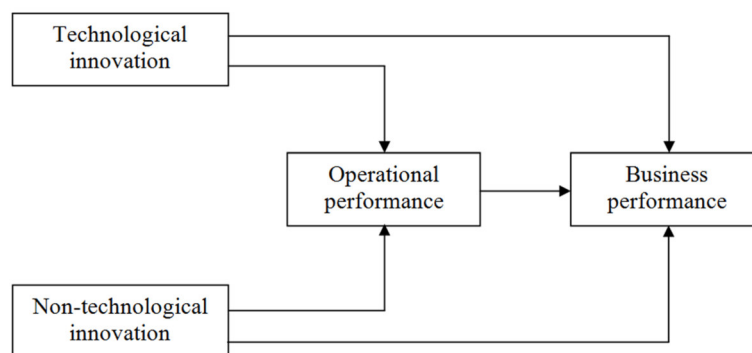 Technological
innovation
Operational
performance
Business
performance
Non-technological
innovation